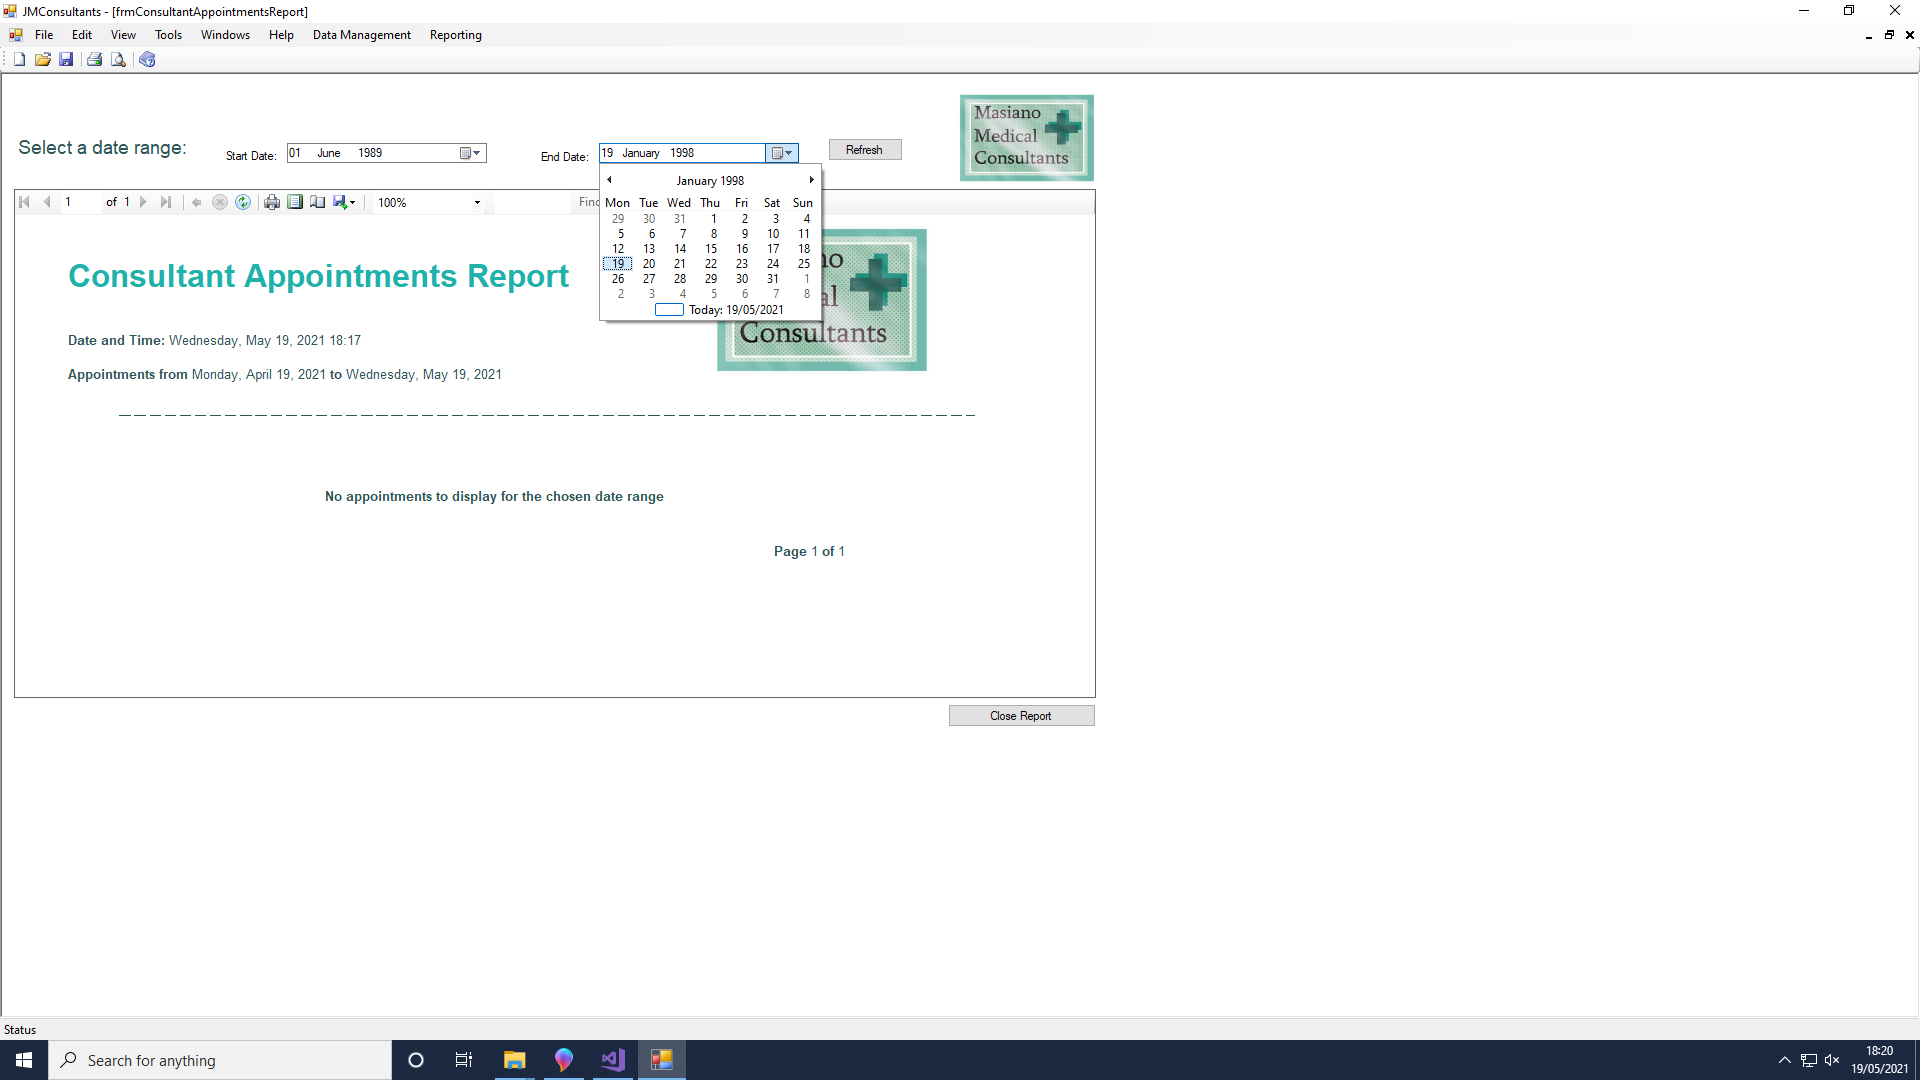 JMConsultants - [frmConsultantAppointmentsReport]
File Edit View Tools Windows Help Data Management Reporting
Masiano
Medical
Consultants
Select a date range:
Start Date: 01 June 1989
End Date: 19 January 1998
Refresh
1 of 1 100% Find
January 1998
Mon Tue Wed Thu Fri Sat Sun
29 30 31 1 2 3 4
5 6 7 8 9 10 11
12 13 14 15 16 17 18
19 20 21 22 23 24 25
26 27 28 29 30 31 1
2 3 4 5 6 7 8
Today: 19/05/2021
Consultant Appointments Report
Consultants
Date and Time: Wednesday, May 19, 2021 18:17
Appointments from Monday, April 19, 2021 to Wednesday, May 19, 2021
No appointments to display for the chosen date range
Page 1 of 1
Close Report
Status
Search for anything
18:20
19/05/2021